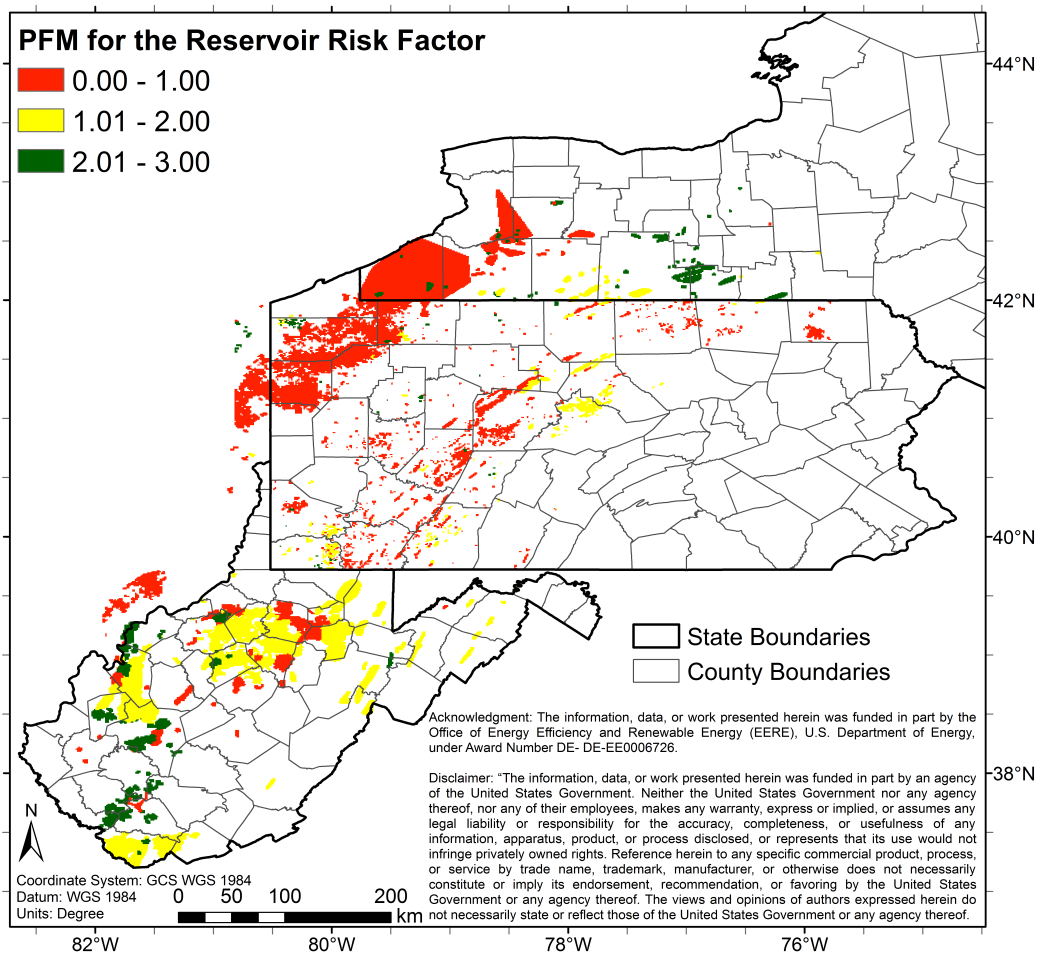 PFM for the Reservoir Risk Factor
0.00 - 1.00
1.01 - 2.00
2.01 - 3.00
44°N
42°N
40°N
38°N
State Boundaries
County Boundaries
Acknowledgment: The information, data, or work presented herein was funded in part by the
Office of Energy Efficiency and Renewable Energy (EERE), U.S. Department of Energy,
under Award Number DE- DE-EE0006726.
Disclaimer: “The information, data, or work presented herein was funded in part by an agency
of the United States Government. Neither the United States Government nor any agency
thereof, nor any of their employees, makes any warranty, express or implied, or assumes any
legal liability or responsibility for the accuracy, completeness, or usefulness of any
information, apparatus, product, or process disclosed, or represents that its use would not
infringe privately owned rights. Reference herein to any specific commercial product, process,
or service by trade name, trademark, manufacturer, or otherwise does not necessarily
constitute or imply its endorsement, recommendation, or favoring by the United States
Government or any agency thereof. The views and opinions of authors expressed herein do
not necessarily state or reflect those of the United States Government or any agency thereof.
N
Coordinate System: GCS WGS 1984
Datum: WGS 1984
Units: Degree
0 50 100 200
km
82°W 80°W 78°W 76°W